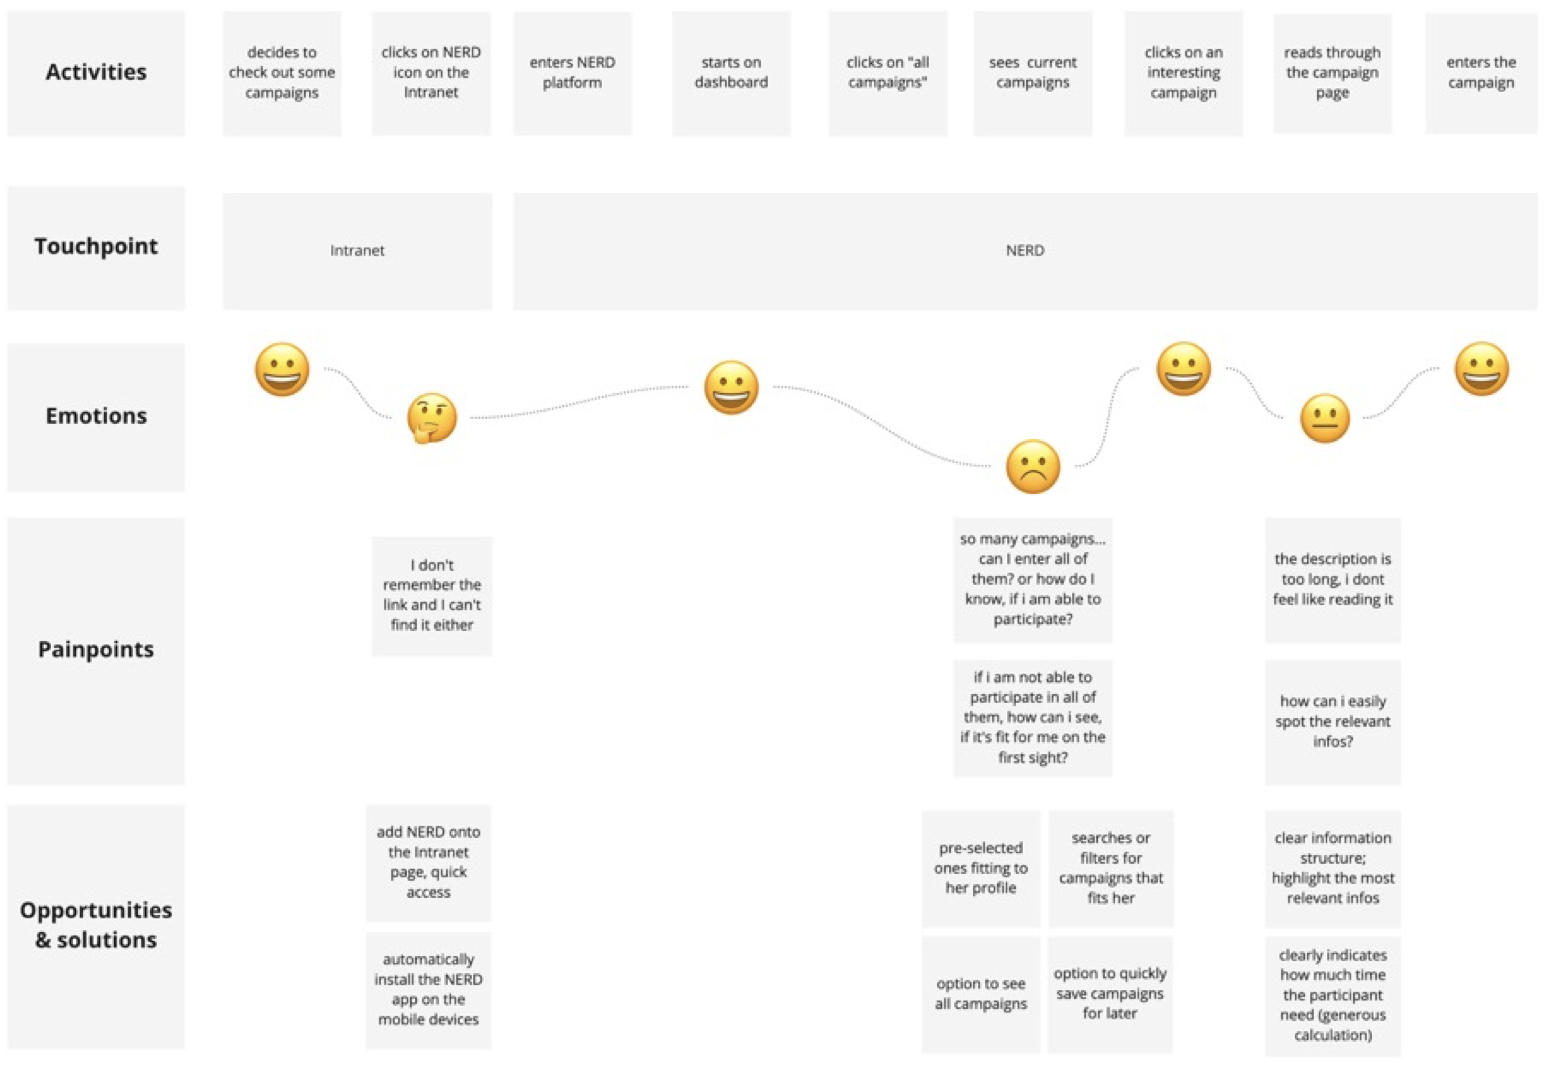 Activities
decides to
check out some
campaigns
clicks on NERD
icon on the
Intranet
enters NERD
platform
starts on
dashboard
clicks on "all
campaigns"
sees current
campaigns
clicks on an
interesting
campaign
reads through
the campaign
page
enters the
campaign
Touchpoint
Intranet
NERD
Emotions
Painpoints
I don't
remember the
link and I can't
find it either
so many campaigns...
can I enter all of
them? or how do I
know, if i am able to
participate?
if i am not able to
participate in all of
them, how can i see,
if it's fit for me on the
first sight?
the description is
too long, i dont
feel like reading it
how can i easily
spot the relevant
infos?
Opportunities
& solutions
add NERD onto
the Intranet
page, quick
access
automatically
install the NERD
app on the
mobile devices
pre-selected
ones fitting to
her profile
searches or
filters for
campaigns that
fits her
option to see
all campaigns
option to quickly
save campaigns
for later
clear information
structure;
highlight the most
relevant infos
clearly indicates
how much time
the participant
need (generous
calculation)